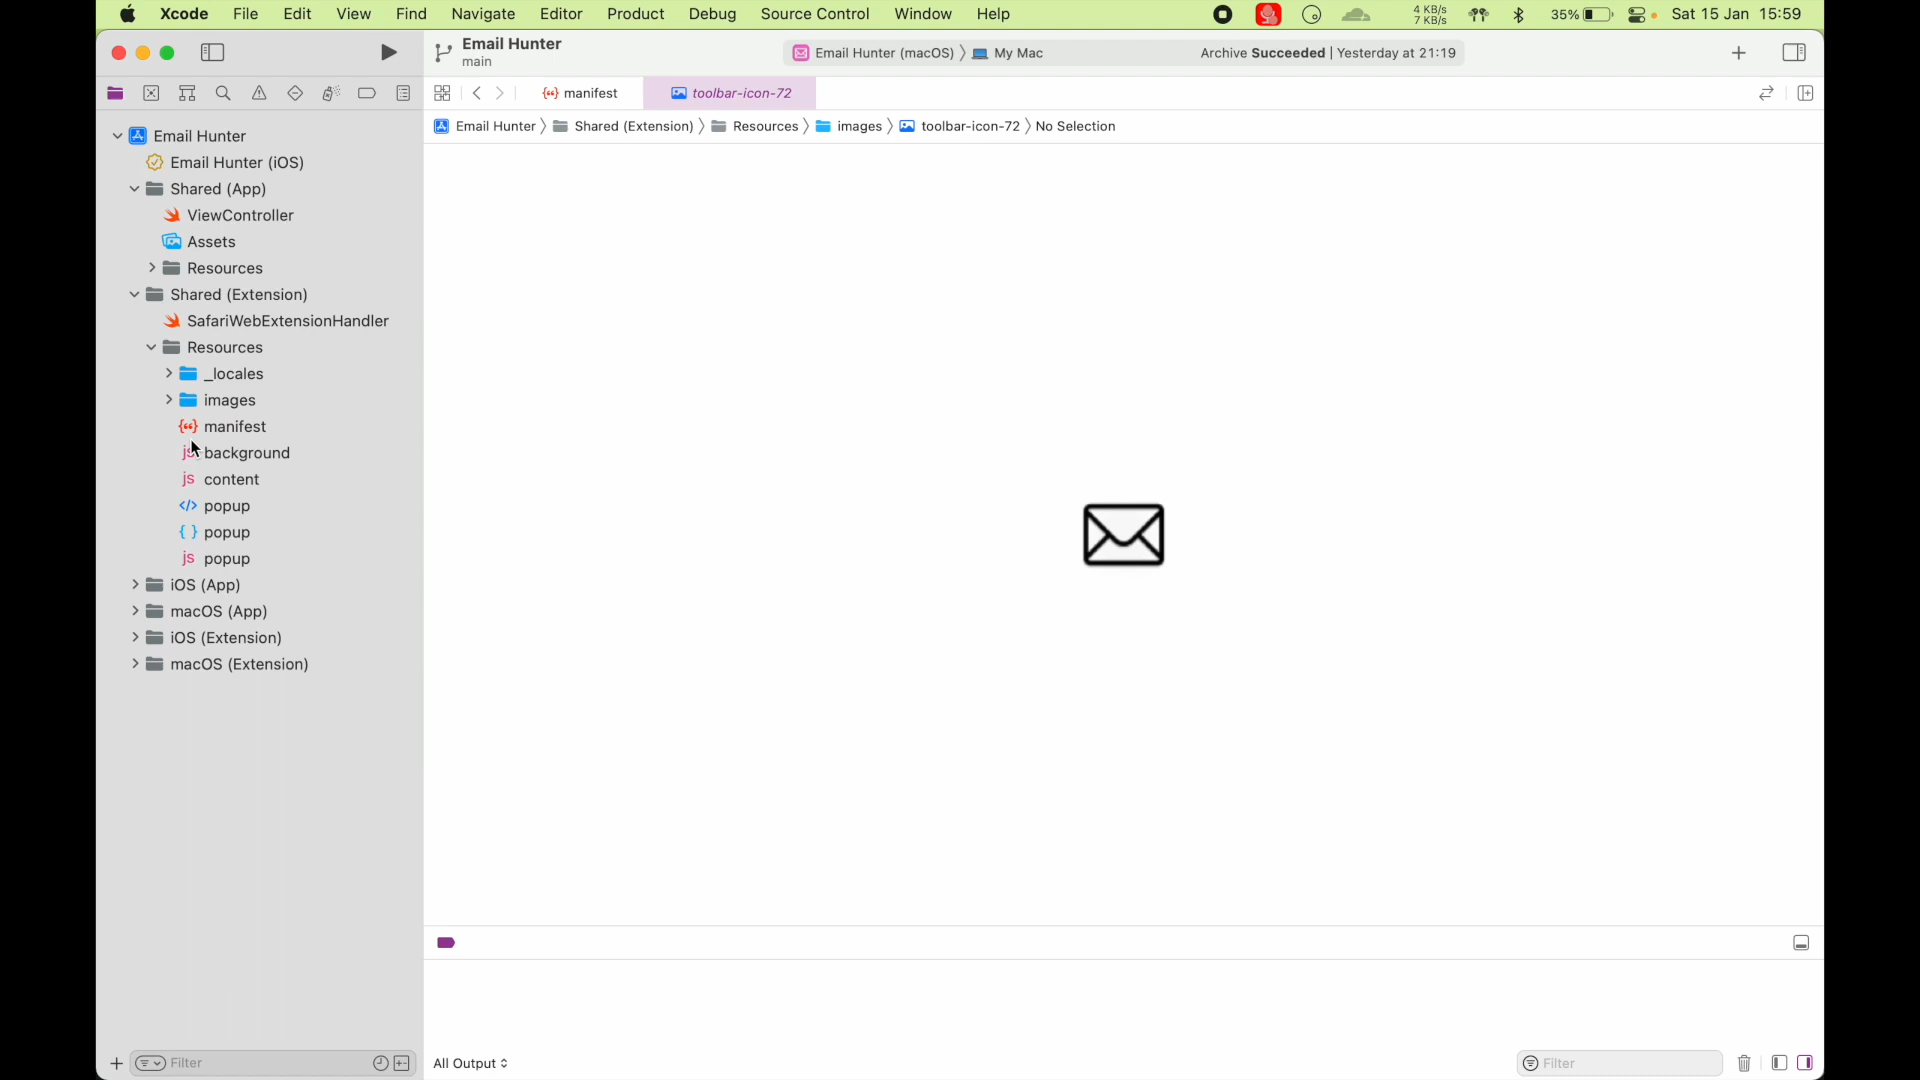 Xcode File Edit View Find Navigate Editor Product Debug Source Control Window Help 4 KB/s 7 KB/s 35% Sat 15 Jan 15:59
Email Hunter
main
Email Hunter (macOS) My Mac Archive Succeeded | Yesterday at 21:19
manifest toolbar-icon-72
Email Hunter Shared (Extension) Resources images toolbar-icon-72 No Selection
Email Hunter
Email Hunter (iOS)
Shared (App)
ViewController
Assets
Resources
Shared (Extension)
SafariWebExtensionHandler
Resources
_locales
images
manifest
js background
js content
popup
popup
js popup
iOS (App)
macOS (App)
iOS (Extension)
macOS (Extension)
Filter
All Output
Filter